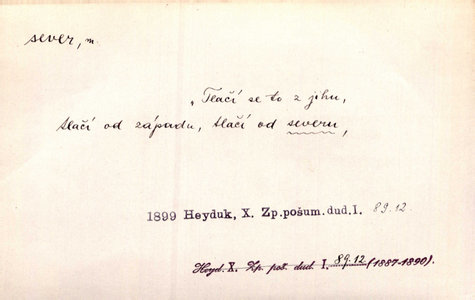 sever, m.
„Tlačí se to z jihu,
tlačí od západu, tlačí od severu,
1899 Heyduk, X. Zp.pošum.dud.I. 89.12.
Heyd. X. Zp. poš. dud. I. 89.12 (1887-1890).